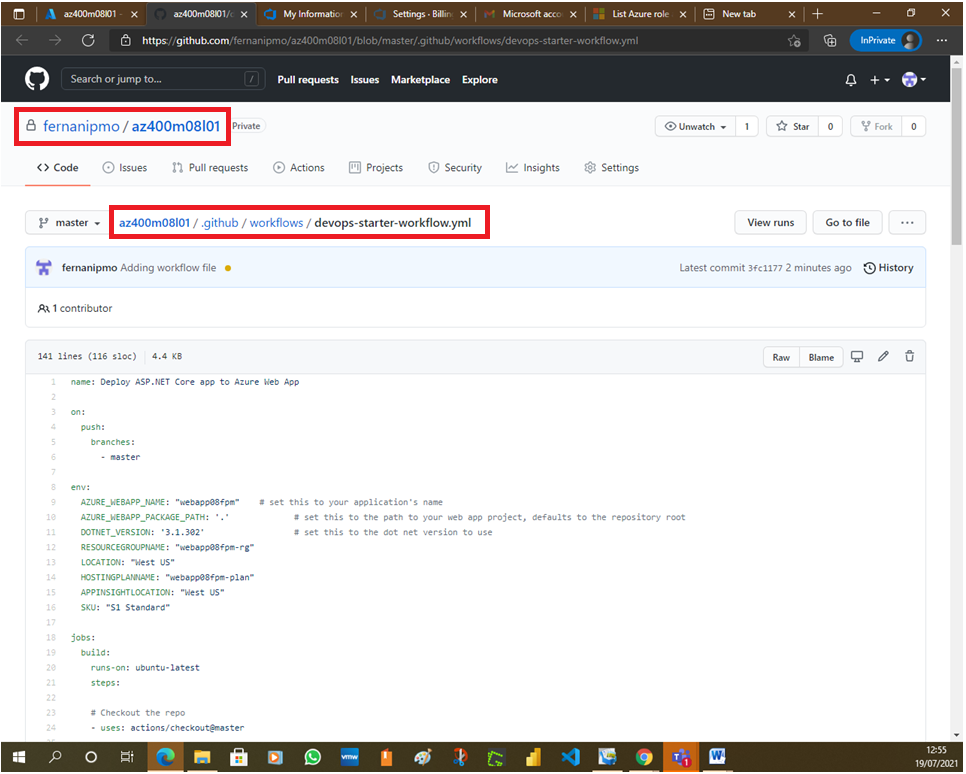 az400m08l01 -
az400m08l01/
My Information
Settings - Billing
Microsoft acco
List Azure role
New tab
https://github.com/fernanipmo/az400m08l01/blob/master/.github/workflows/devops-starter-workflow.yml
InPrivate
Search or jump to...
/
Pull requests
Issues
Marketplace
Explore
fernanipmo / az400m08l01
Private
Unwatch
1
Star
0
Fork
0
Code
Issues
Pull requests
Actions
Projects
Security
Insights
Settings
master
az400m08l01 / .github / workflows / devops-starter-workflow.yml
View runs
Go to file
...
fernanipmo Adding workflow file
Latest commit 3fc1177 2 minutes ago
History
1 contributor
141 lines (116 sloc)
4.4 KB
Raw
Blame
1 name: Deploy ASP.NET Core app to Azure Web App
2
3 on:
4 push:
5 branches:
6 - master
7
8 env:
9 AZURE_WEBAPP_NAME: "webapp08fpm" # set this to your application's name
10 AZURE_WEBAPP_PACKAGE_PATH: '.' # set this to the path to your web app project, defaults to the repository root
11 DOTNET_VERSION: '3.1.302' # set this to the dot net version to use
12 RESOURCEGROUPNAME: "webapp08fpm-rg"
13 LOCATION: "West US"
14 HOSTINGPLANNAME: "webapp08fpm-plan"
15 APPINSIGHTLOCATION: "West US"
16 SKU: "S1 Standard"
17
18 jobs:
19 build:
20 runs-on: ubuntu-latest
21 steps:
22
23 # Checkout the repo
24 - uses: actions/checkout@master
vmw
1
12:55
19/07/2021